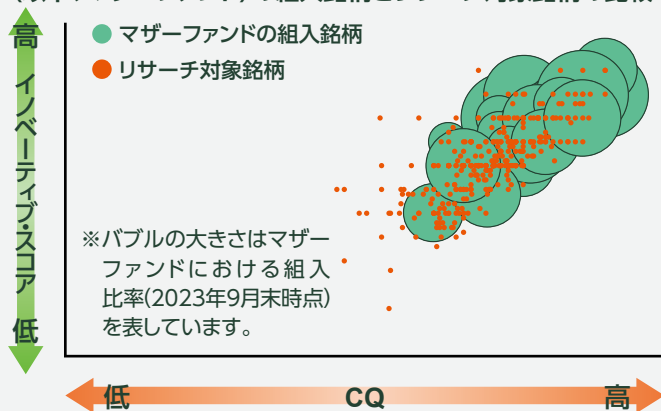 高
イノベーティブ・スコア
低
マザーファンドの組入銘柄
リサーチ対象銘柄
※バブルの大きさはマザー
ファンドにおける組入
比率(2023年9月末時点)
を表しています。
低
CQ
高